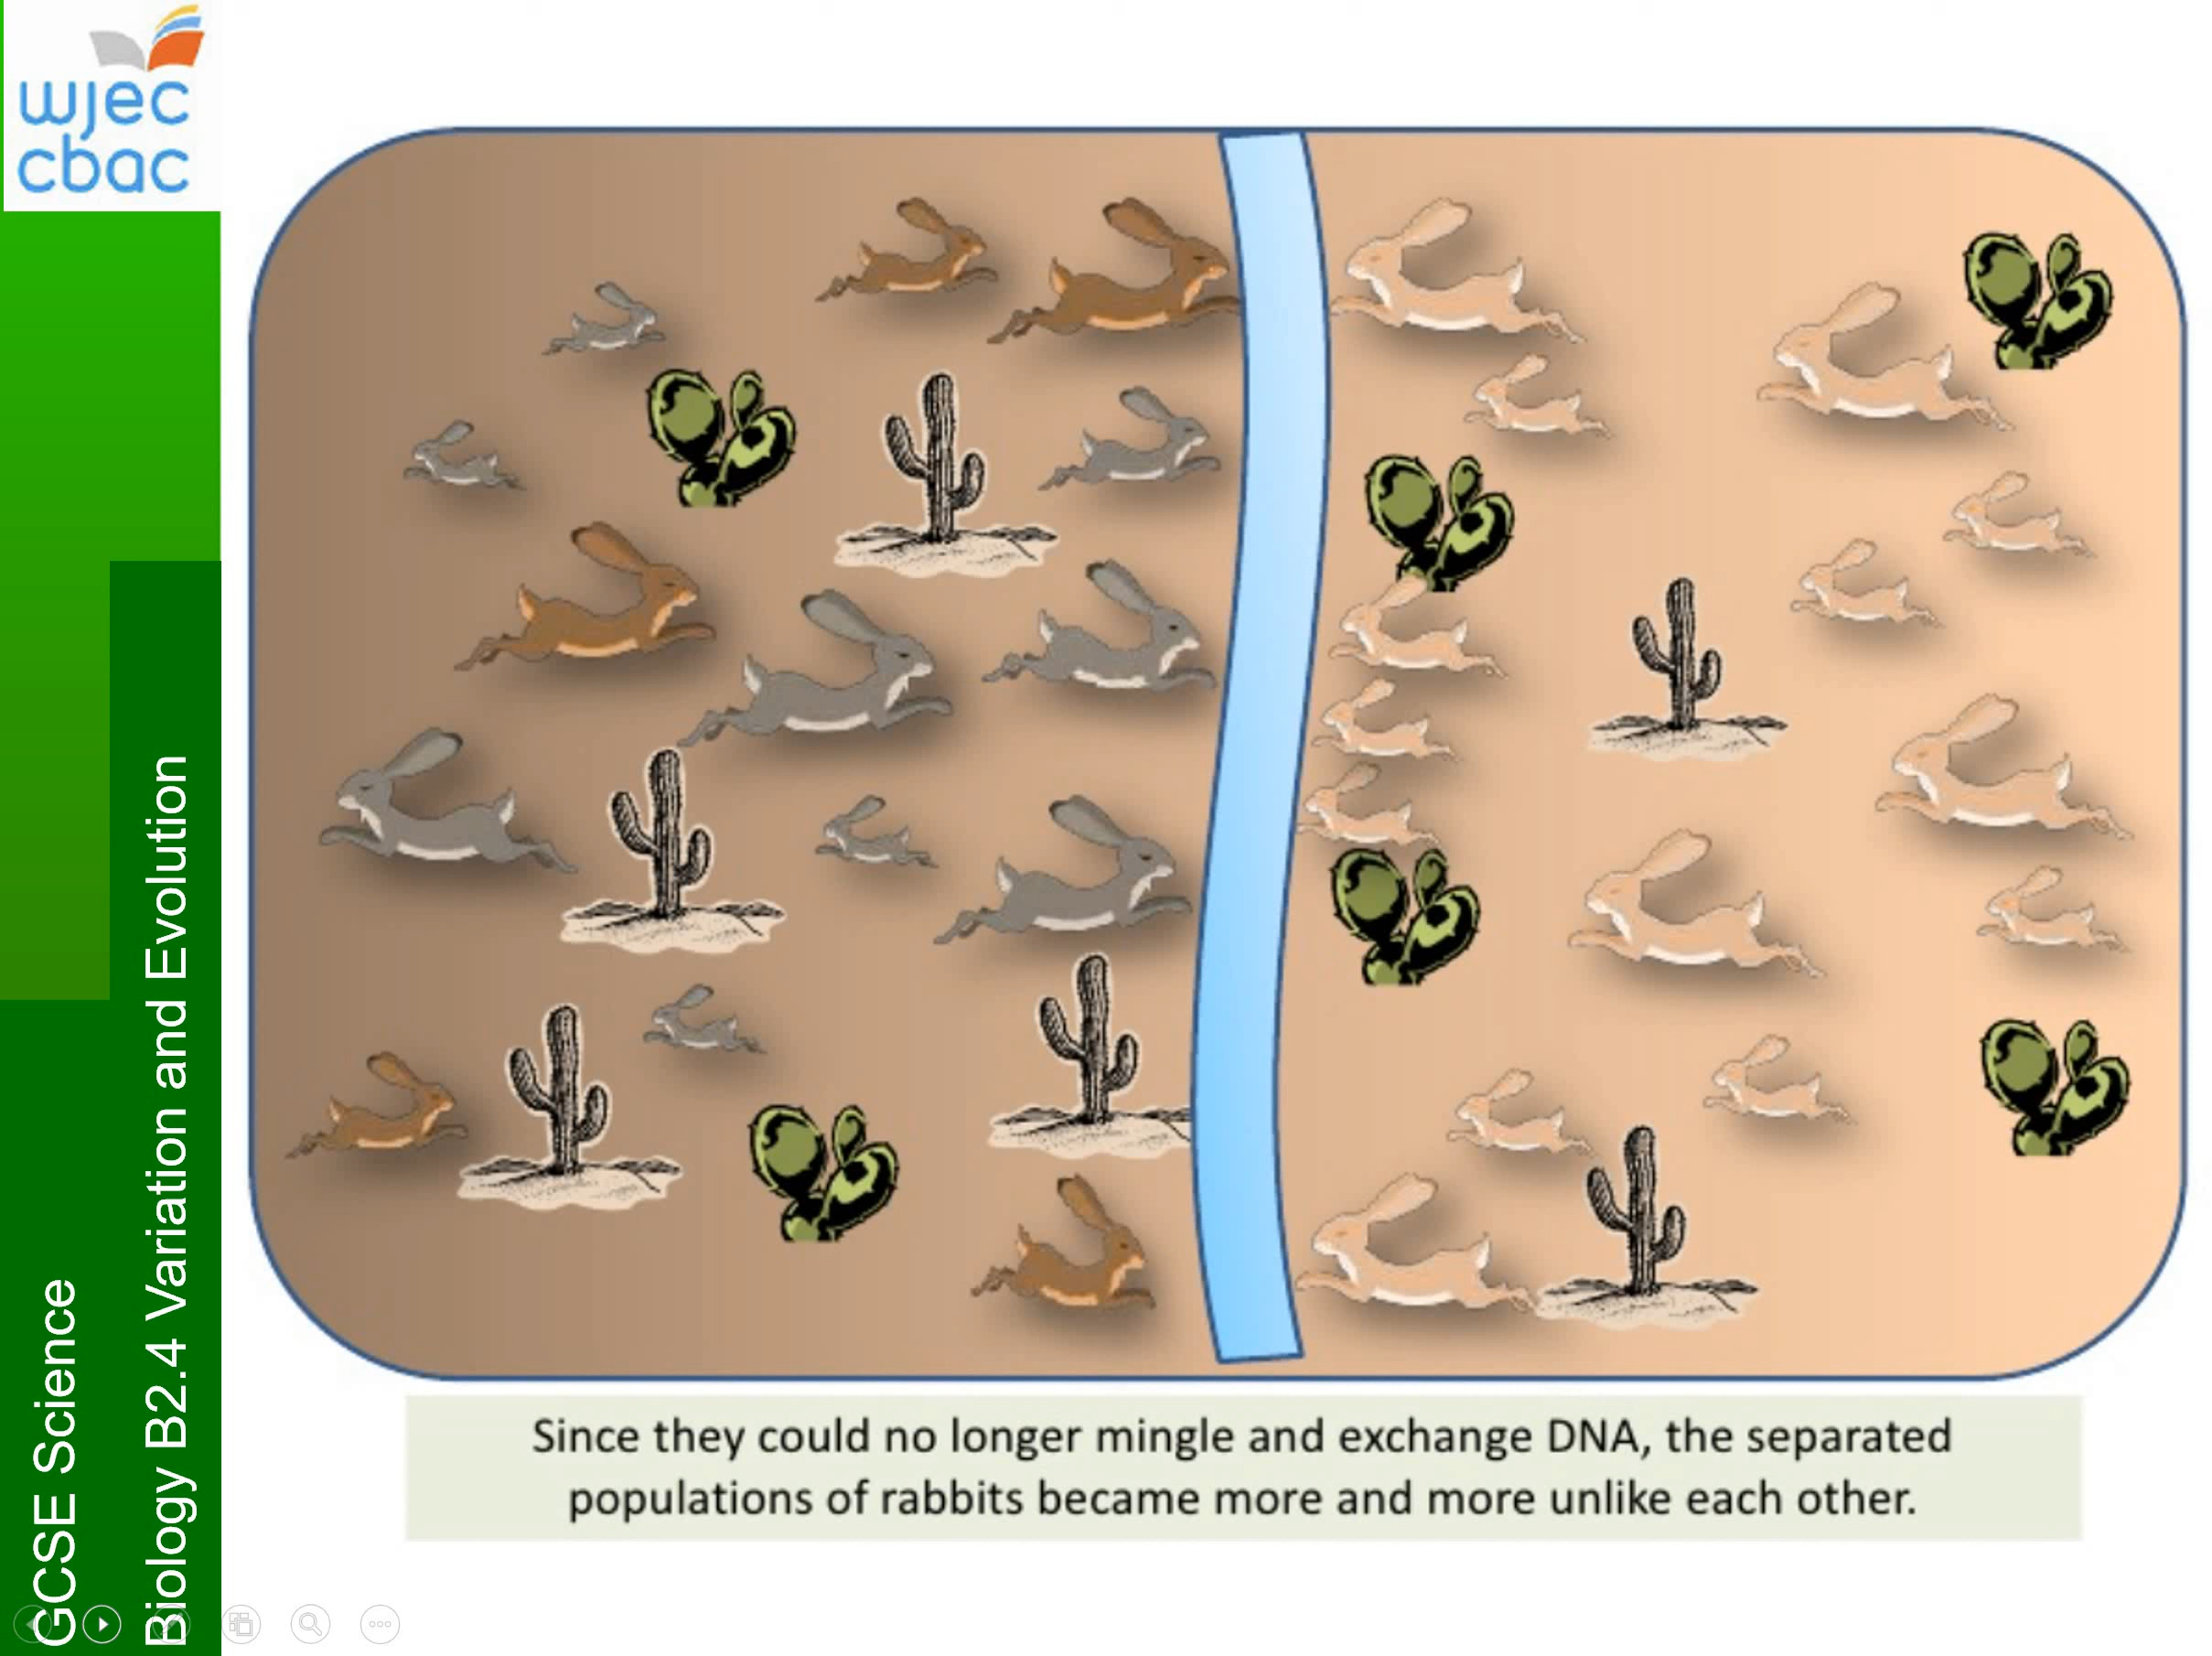 wjec
cbac
GCSE Science
Biology B2.4 Variation and Evolution
Since they could no longer mingle and exchange DNA, the separated
populations of rabbits became more and more unlike each other.